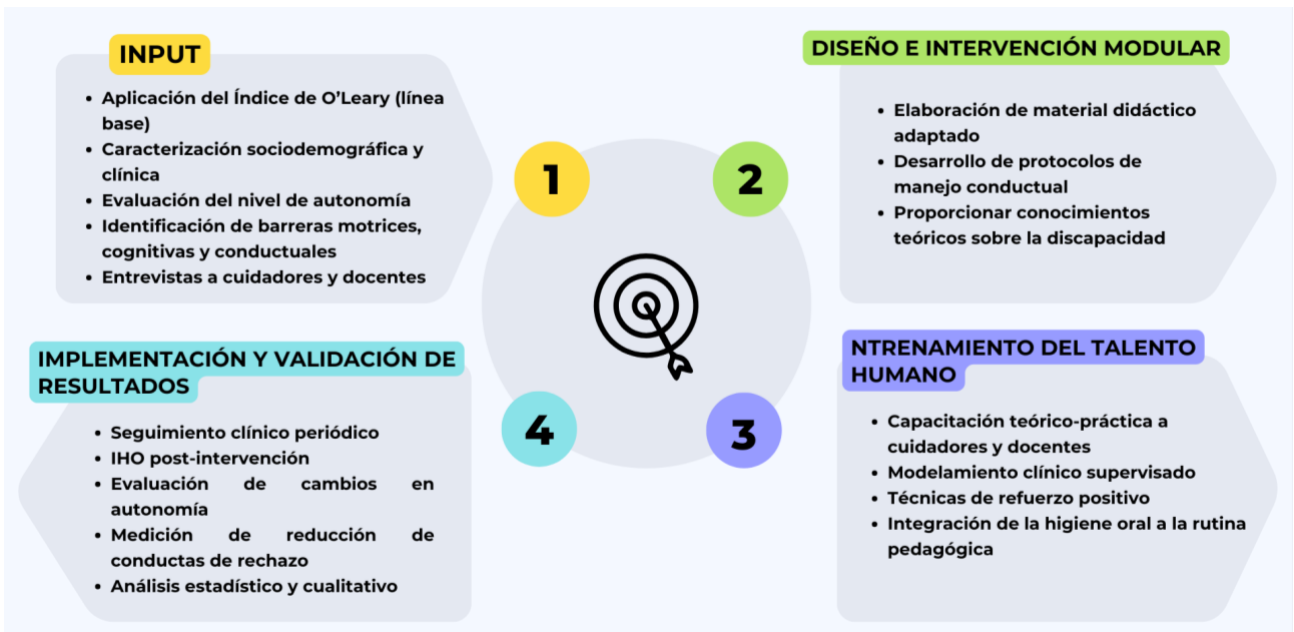 INPUT
• Aplicación del Índice de O'Leary (línea
base)
• Caracterización sociodemográfica y
clínica
• Evaluación del nivel de autonomía
• Identificación de barreras motrices,
cognitivas y conductuales
• Entrevistas a cuidadores y docentes
1
2
DISEÑO E INTERVENCIÓN MODULAR
• Elaboración de material didáctico
adaptado
• Desarrollo de protocolos de
manejo conductual
• Proporcionar conocimientos
teóricos sobre la discapacidad
3
NTRENAMIENTO DEL TALENTO
HUMANO
• Capacitación teórico-práctica a
cuidadores y docentes
• Modelamiento clínico supervisado
• Técnicas de refuerzo positivo
• Integración de la higiene oral a la rutina
pedagógica
4
IMPLEMENTACIÓN Y VALIDACIÓN DE
RESULTADOS
• Seguimiento clínico periódico
• IHO post-intervención
• Evaluación de cambios en
autonomía
• Medición de reducción de
conductas de rechazo
• Análisis estadístico y cualitativo